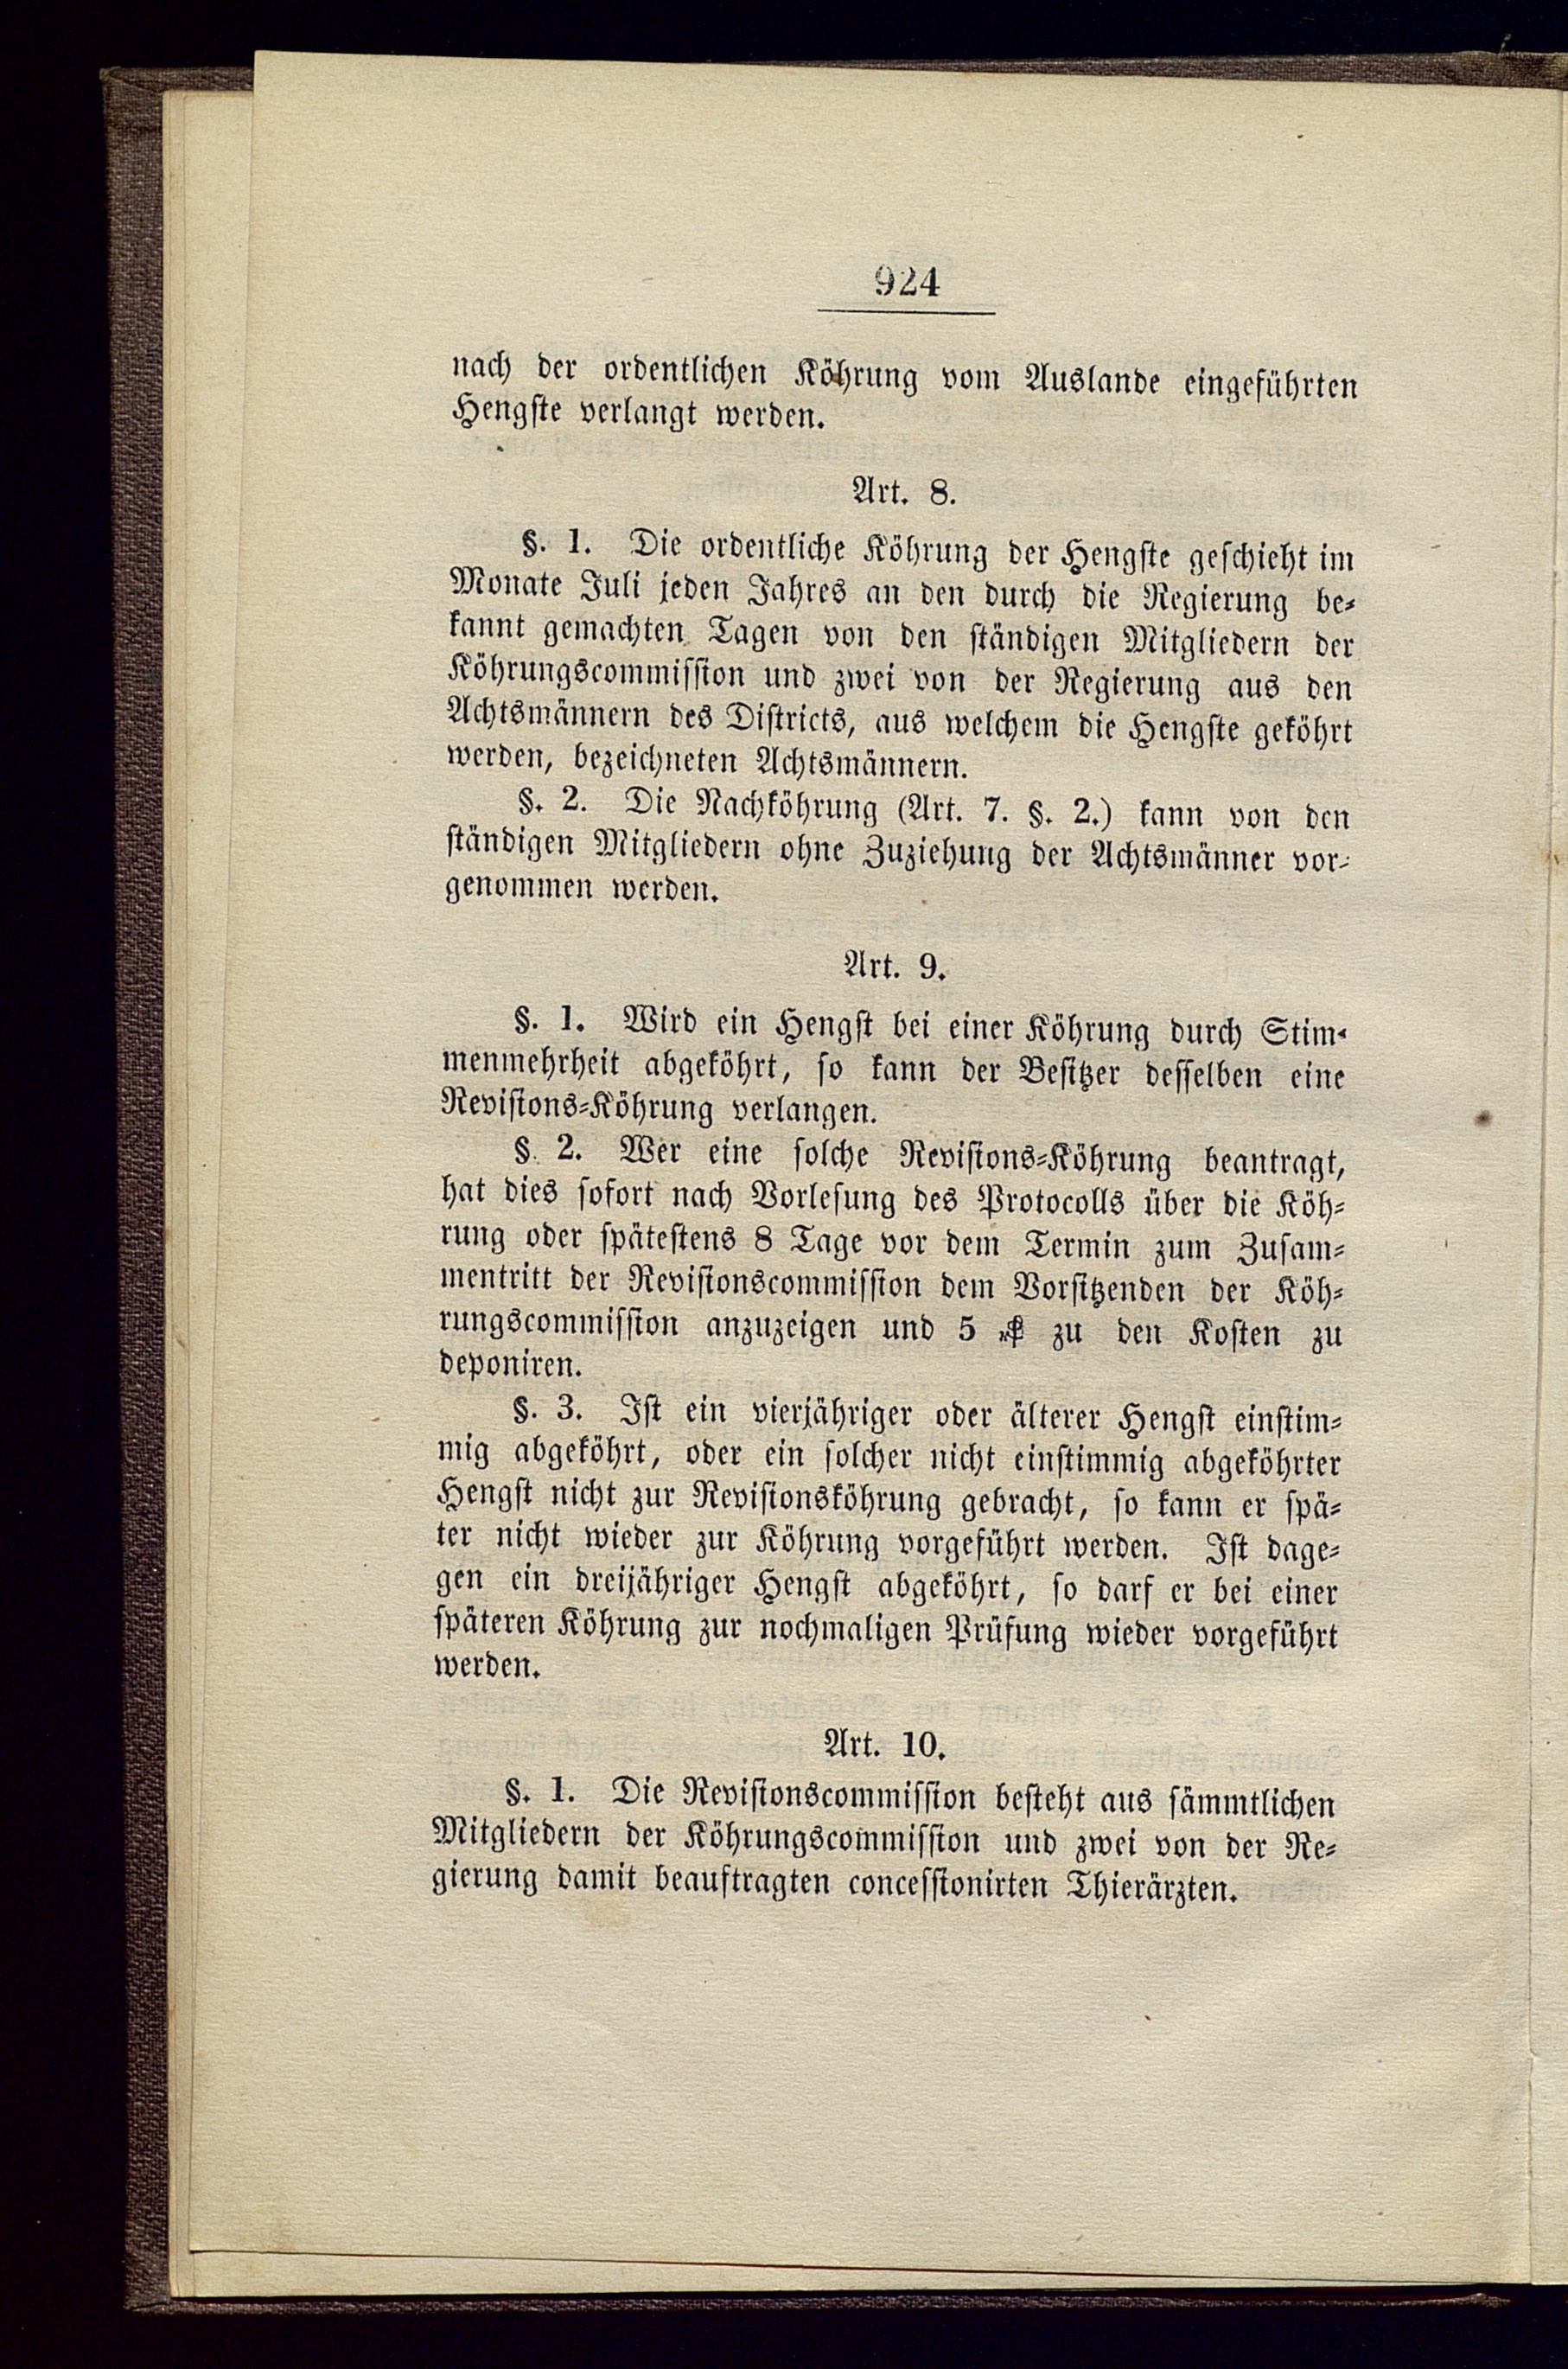 924
nach der ordentlichen Köhrung vom Auslande eingeführten
Hengste verlangt werden.
Art. 8.
§. 1. Die ordentliche Köhrung der Hengste geschieht im
Monate Juli jeden Jahres an den durch die Regierung be-
kannt gemachten Tagen von den ständigen Mitgliedern der
Köhrungscommission und zwei von der Regierung aus den
Achtsmännern des Districts, aus welchem die Hengste geköhrt
werden, bezeichneten Achtsmännern.
§. 2. Die Nachköhrung (Art. 7. §. 2.) kann von den
ständigen Mitgliedern ohne Zuziehung der Achtsmänner vor-
genommen werden.
Art. 9.
§. 1. Wird ein Hengst bei einer Köhrung durch Stim-
menmehrheit abgeköhrt, so kann der Besitzer desselben eine
Revisions-Köhrung verlangen.
§. 2. Wer eine solche Revisions-Köhrung beantragt,
hat dies sofort nach Vorlesung des Protocolls über die Köh-
rung oder spätestens 8 Tage vor dem Termin zum Zusam-
mentritt der Revisionscommission dem Vorsitzenden der Köh-
rungscommission anzuzeigen und 5 ₰ zu den Kosten zu
deponiren.
§. 3. Ist ein vierjähriger oder älterer Hengst einstim-
mig abgeköhrt, oder ein solcher nicht einstimmig abgeköhrter
Hengst nicht zur Revisionsköhrung gebracht, so kann er spä-
ter nicht wieder zur Köhrung vorgeführt werden. Ist dage-
gen ein dreijähriger Hengst abgeköhrt, so darf er bei einer
späteren Köhrung zur nochmaligen Prüfung wieder vorgeführt
werden.
Art. 10.
§. 1. Die Revisionscommission besteht aus sämmtlichen
Mitgliedern der Köhrungscommission und zwei von der Re-
gierung damit beauftragten concessionirten Thierärzten.